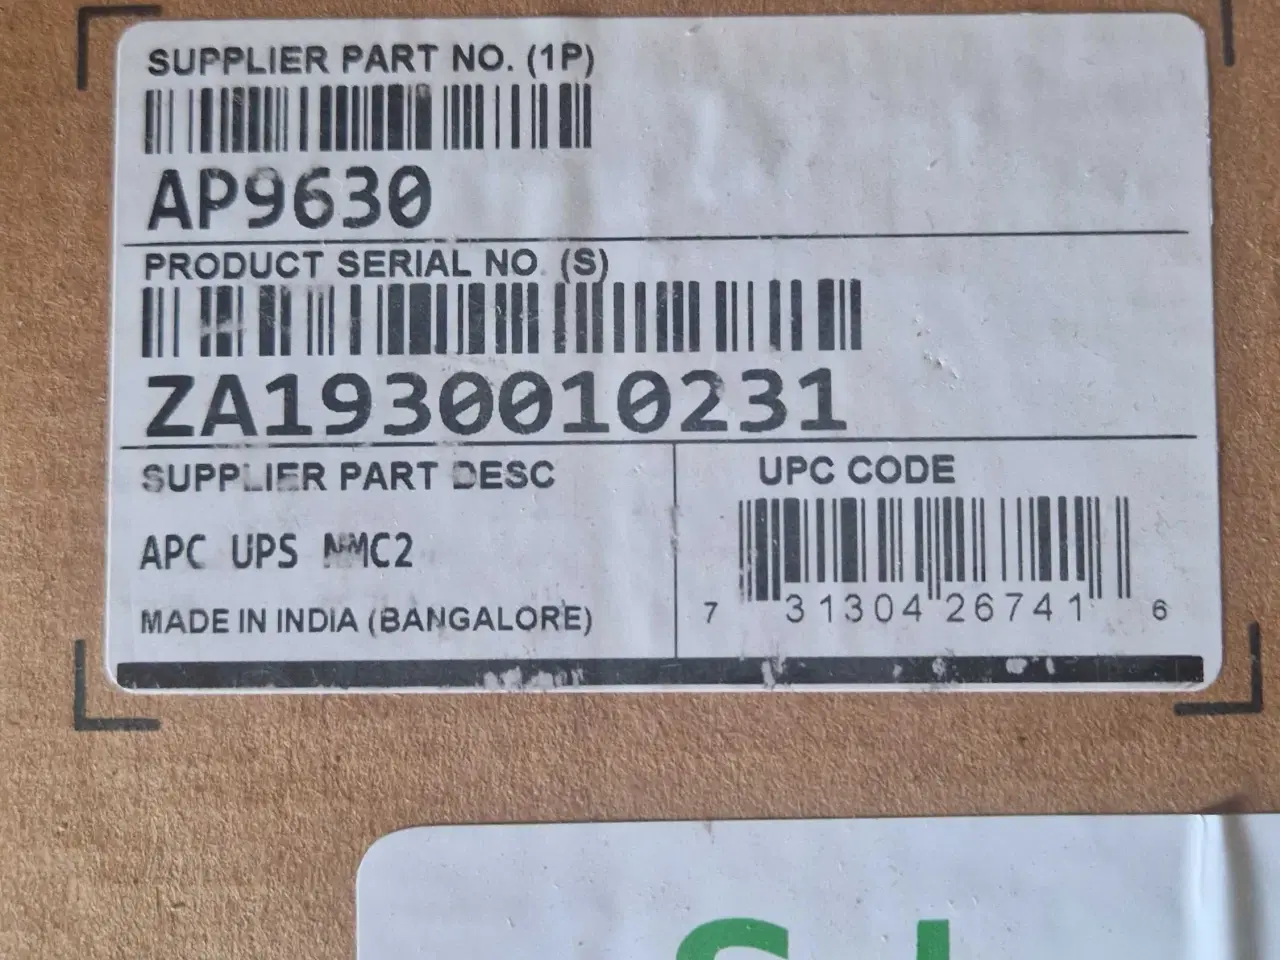 SUPPLIER PART NO. (1P)
AP9630
PRODUCT SERIAL NO. (S)
ZA1930010231
SUPPLIER PART DESC
APC UPS NMC2
MADE IN INDIA (BANGALORE)
UPC CODE
7 31304 26741 6